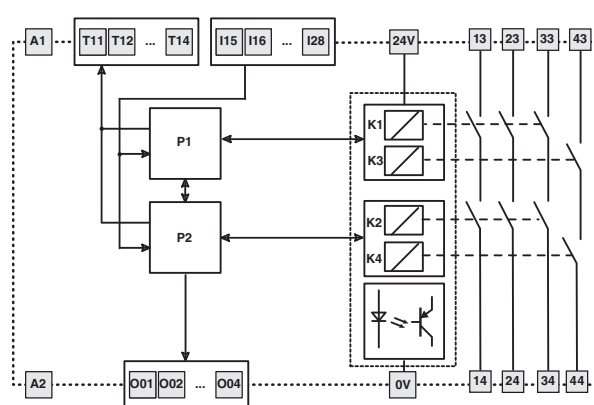 A1 T11 T12 ... T14 I15 I16 ... I28 24V 13 23 33 43
K1
P1
K3
K2
P2
K4
A2 O01 O02 ... O04 0V 14 24 34 44